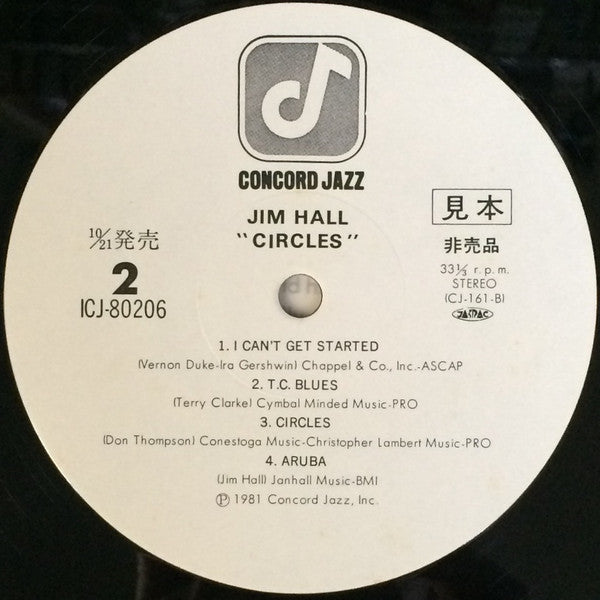 CONCORD JAZZ
JIM HALL
"CIRCLES"
10/21発売
2
ICJ-80206
見本
非売品
33⅓ r.p.m.
STEREO
(CJ-161-B)
JASRAC
1. I CAN'T GET STARTED
(Vernon Duke-Ira Gershwin) Chappel & Co., Inc.-ASCAP
2. T.C. BLUES
(Terry Clarke) Cymbal Minded Music-PRO
3. CIRCLES
(Don Thompson) Conestoga Music-Christopher Lambert Music-PRO
4. ARUBA
(Jim Hall) Janhall Music-BMI
Ⓟ 1981 Concord Jazz, Inc.